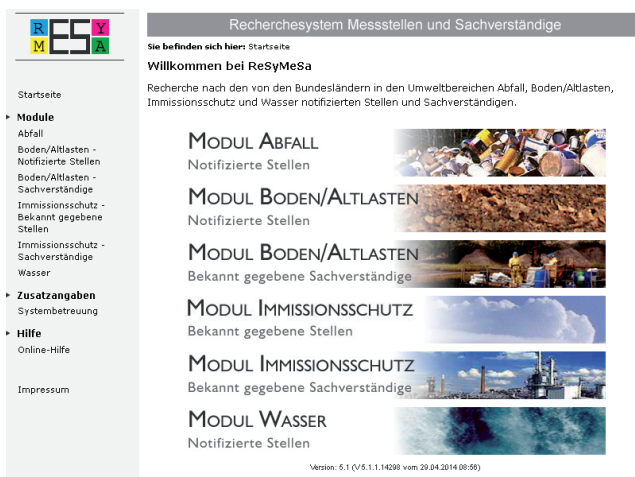 R ESY
M A
Startseite
Module
Abfall
Boden/Altlasten -
Notifizierte Stellen
Boden/Altlasten -
Sachverständige
Immissionsschutz -
Bekannt gegebene
Stellen
Immissionsschutz -
Sachverständige
Wasser
Zusatzangaben
Systembetreuung
Hilfe
Online-Hilfe
Impressum
Recherchesystem Messstellen und Sachverständige
Sie befinden sich hier: Startseite
Willkommen bei ReSyMeSa
Recherche nach den von den Bundesländern in den Umweltbereichen Abfall, Boden/Altlasten,
Immissionsschutz und Wasser notifizierten Stellen und Sachverständigen.
MODUL ABFALL
Notifizierte Stellen
MODUL BODEN/ALTLASTEN
Notifizierte Stellen
MODUL BODEN/ALTLASTEN
Bekannt gegebene Sachverständige
MODUL IMMISSIONSSCHUTZ
Bekannt gegebene Stellen
MODUL IMMISSIONSSCHUTZ
Bekannt gegebene Sachverständige
MODUL WASSER
Notifizierte Stellen
Version: 5.1 (V5.1.1.14298 vom 29.04.2014 08:56)